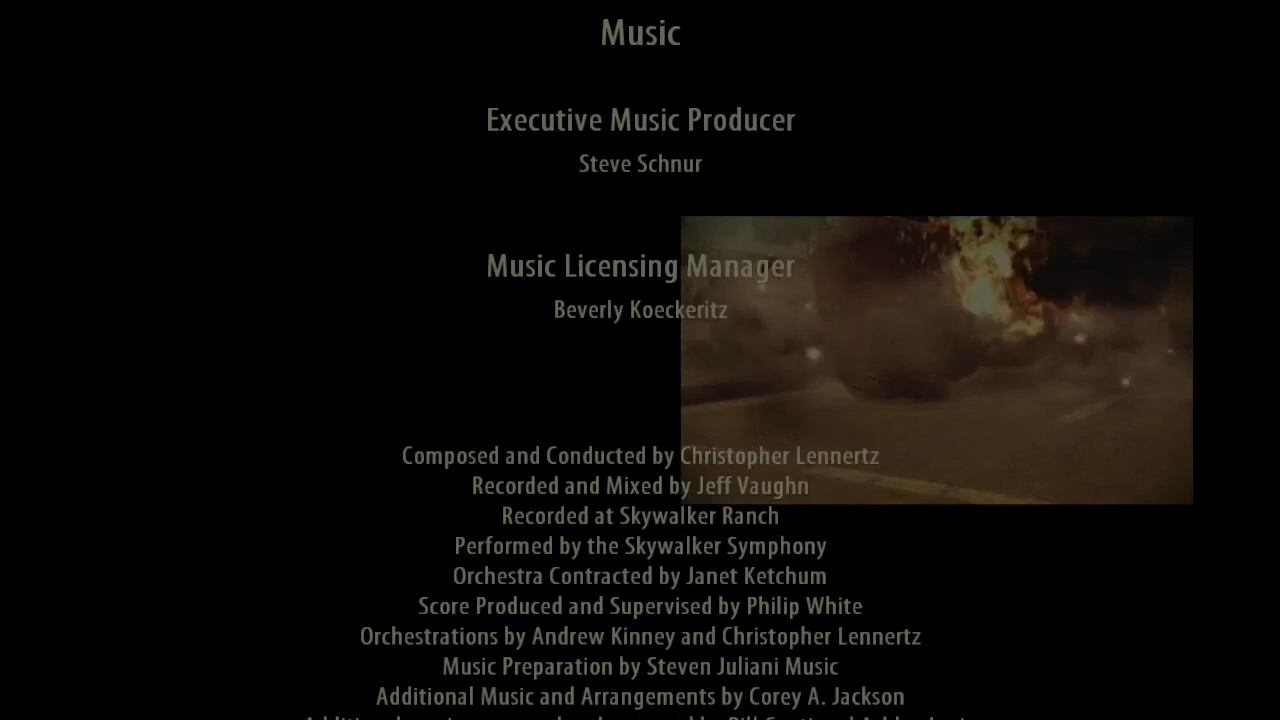 Music
Executive Music Producer
Steve Schnur
Music Licensing Manager
Beverly Koeckeritz
Composed and Conducted by Christopher Lennertz
Recorded and Mixed by Jeff Vaughn
Recorded at Skywalker Ranch
Performed by the Skywalker Symphony
Orchestra Contracted by Janet Ketchum
Score Produced and Supervised by Philip White
Orchestrations by Andrew Kinney and Christopher Lennertz
Music Preparation by Steven Juliani Music
Additional Music and Arrangements by Corey A. Jackson